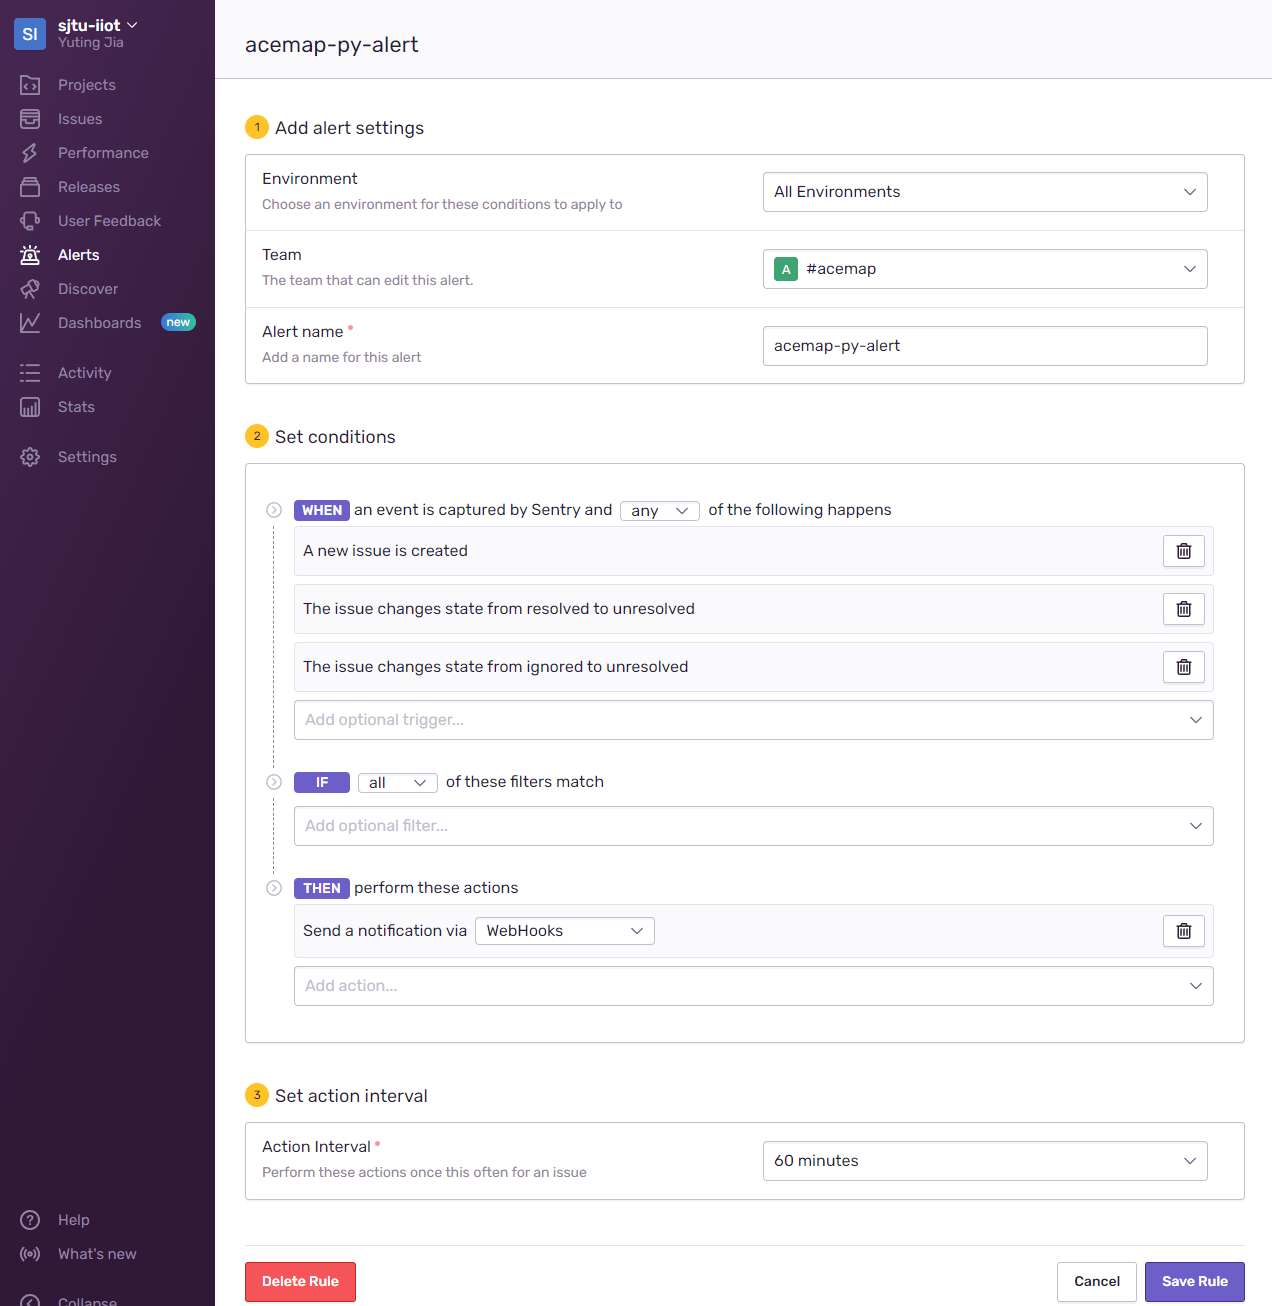 SI
sjtu-iiot
Yuting Jia
Projects
Issues
Performance
Releases
User Feedback
Alerts
Discover
Dashboards new
Activity
Stats
Settings
Help
What's new
Collapse
acemap-py-alert
1 Add alert settings
Environment
Choose an environment for these conditions to apply to
All Environments
Team
The team that can edit this alert.
A #acemap
Alert name *
Add a name for this alert
acemap-py-alert
2 Set conditions
WHEN an event is captured by Sentry and any of the following happens
A new issue is created
The issue changes state from resolved to unresolved
The issue changes state from ignored to unresolved
Add optional trigger...
IF all of these filters match
Add optional filter...
THEN perform these actions
Send a notification via WebHooks
Add action...
3 Set action interval
Action Interval *
Perform these actions once this often for an issue
60 minutes
Delete Rule
Cancel
Save Rule